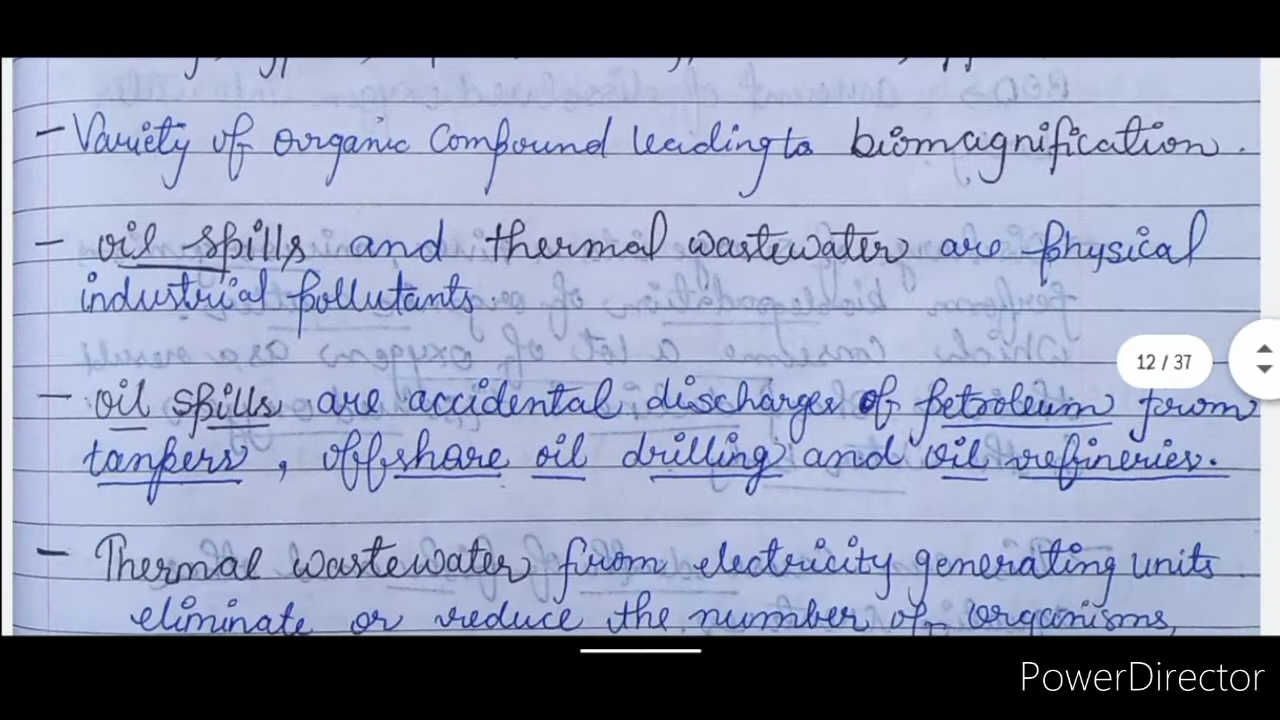 - Variety of organic compound leading to biomagnification.
- oil spills and thermal wastewater are physical
industrial pollutants.
12 / 37
- oil spills are accidental discharges of petroleum from
tankers, offshare oil drilling and oil refineries.
- Thermal wastewater from electricity generating units
eliminate or reduce the number of organisms,
PowerDirector